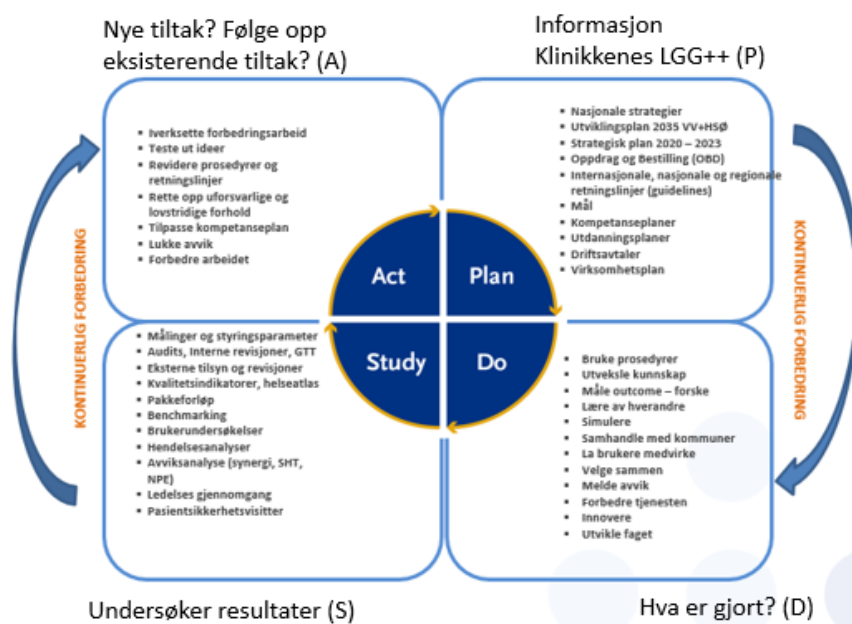 Nye tiltak? Følge opp
eksisterende tiltak? (A)
Informasjon
Klinikkenes LGG++ (P)
▪ Iverksette forbedringsarbeid
▪ Teste ut ideer
▪ Revidere prosedyrer og
retningslinjer
▪ Rette opp uforsvarlige og
lovstridige forhold
▪ Tilpasse kompetanseplan
▪ Lukke avvik
▪ Forbedre arbeidet
▪ Nasjonale strategier
▪ Utviklingsplan 2035 VV+HSØ
▪ Strategisk plan 2020 – 2023
▪ Oppdrag og Bestilling (OBD)
▪ Internasjonale, nasjonale og regionale
retningslinjer (guidelines)
▪ Mål
▪ Kompetanseplaner
▪ Utdanningsplaner
▪ Driftsavtaler
▪ Virksomhetsplan
KONTINUERLIG FORBEDRING
KONTINUERLIG FORBEDRING
Act
Plan
Study
Do
▪ Målinger og styringsparameter
▪ Audits, Interne revisjoner, GTT
▪ Eksterne tilsyn og revisjoner
▪ Kvalitetsindikatorer, helseatlas
▪ Pakkeforløp
▪ Benchmarking
▪ Brukerundersøkelser
▪ Hendelsesanalyser
▪ Avviksanalyse (synergi, SHT,
NPE)
▪ Ledelses gjennomgang
▪ Pasientsikkerhetsvisitter
▪ Bruke prosedyrer
▪ Utveksle kunnskap
▪ Måle outcome – forske
▪ Lære av hverandre
▪ Simulere
▪ Samhandle med kommuner
▪ La brukere medvirke
▪ Velge sammen
▪ Melde avvik
▪ Forbedre tjenesten
▪ Innovere
▪ Utvikle faget
Undersøker resultater (S)
Hva er gjort? (D)